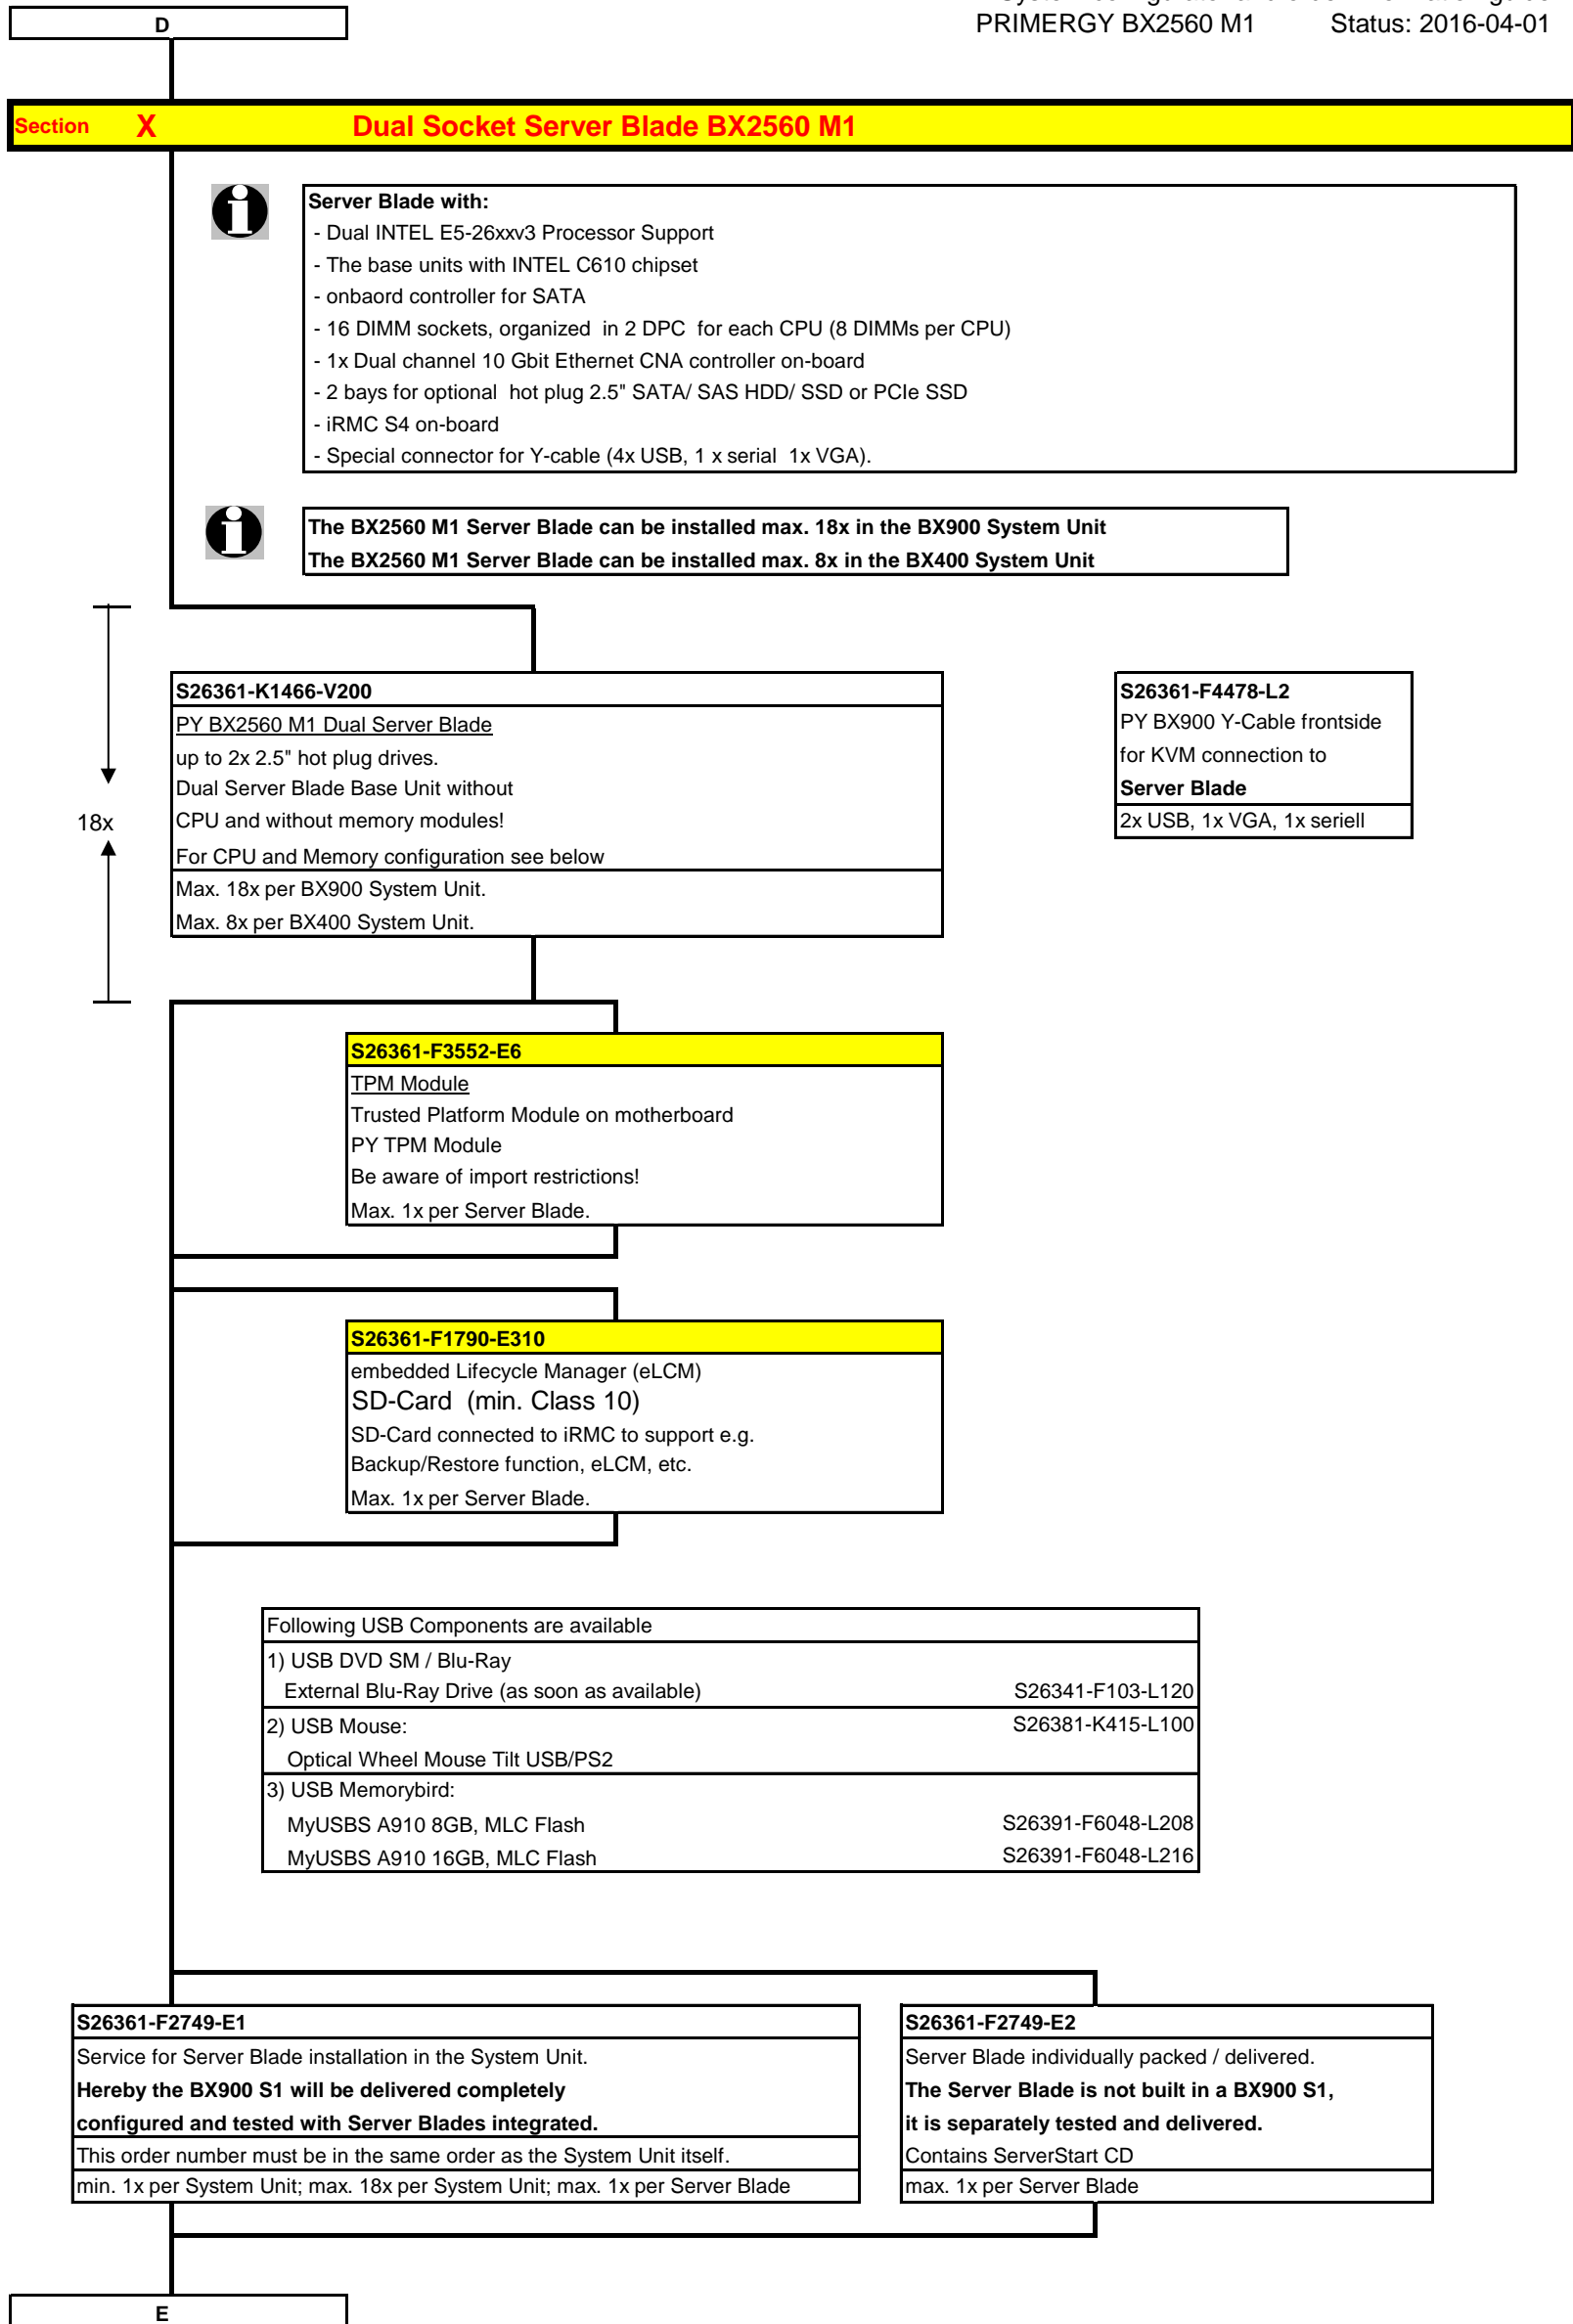 D
PRIMERGY BX2560 M1 Status: 2016-04-01
Section X Dual Socket Server Blade BX2560 M1
Server Blade with:
- Dual INTEL E5-26xxv3 Processor Support
- The base units with INTEL C610 chipset
- onbaord controller for SATA
- 16 DIMM sockets, organized in 2 DPC for each CPU (8 DIMMs per CPU)
- 1x Dual channel 10 Gbit Ethernet CNA controller on-board
- 2 bays for optional hot plug 2.5" SATA/ SAS HDD/ SSD or PCIe SSD
- iRMC S4 on-board
- Special connector for Y-cable (4x USB, 1 x serial 1x VGA).
The BX2560 M1 Server Blade can be installed max. 18x in the BX900 System Unit
The BX2560 M1 Server Blade can be installed max. 8x in the BX400 System Unit
18x
S26361-K1466-V200
PY BX2560 M1 Dual Server Blade
up to 2x 2.5" hot plug drives.
Dual Server Blade Base Unit without
CPU and without memory modules!
For CPU and Memory configuration see below
Max. 18x per BX900 System Unit.
Max. 8x per BX400 System Unit.
S26361-F4478-L2
PY BX900 Y-Cable frontside
for KVM connection to
Server Blade
2x USB, 1x VGA, 1x seriell
S26361-F3552-E6
TPM Module
Trusted Platform Module on motherboard
PY TPM Module
Be aware of import restrictions!
Max. 1x per Server Blade.
S26361-F1790-E310
embedded Lifecycle Manager (eLCM)
SD-Card (min. Class 10)
SD-Card connected to iRMC to support e.g.
Backup/Restore function, eLCM, etc.
Max. 1x per Server Blade.
Following USB Components are available
1) USB DVD SM / Blu-Ray
External Blu-Ray Drive (as soon as available) S26341-F103-L120
2) USB Mouse: S26381-K415-L100
Optical Wheel Mouse Tilt USB/PS2
3) USB Memorybird:
MyUSBS A910 8GB, MLC Flash S26391-F6048-L208
MyUSBS A910 16GB, MLC Flash S26391-F6048-L216
S26361-F2749-E1
Service for Server Blade installation in the System Unit.
Hereby the BX900 S1 will be delivered completely
configured and tested with Server Blades integrated.
This order number must be in the same order as the System Unit itself.
min. 1x per System Unit; max. 18x per System Unit; max. 1x per Server Blade
S26361-F2749-E2
Server Blade individually packed / delivered.
The Server Blade is not built in a BX900 S1,
it is separately tested and delivered.
Contains ServerStart CD
max. 1x per Server Blade
E